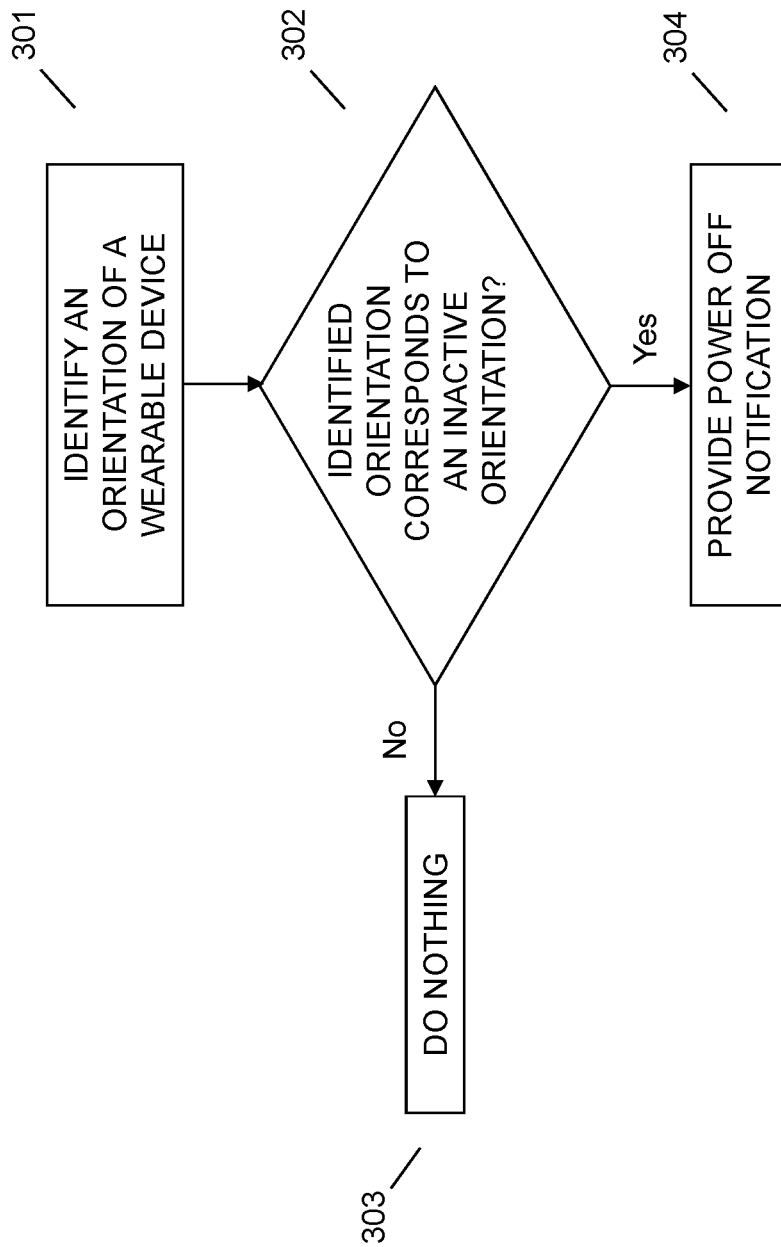 301
IDENTIFY AN
ORIENTATION OF A
WEARABLE DEVICE
302
IDENTIFIED
ORIENTATION
CORRESPONDS TO
AN INACTIVE
ORIENTATION?
No
Yes
303
DO NOTHING
304
PROVIDE POWER OFF
NOTIFICATION